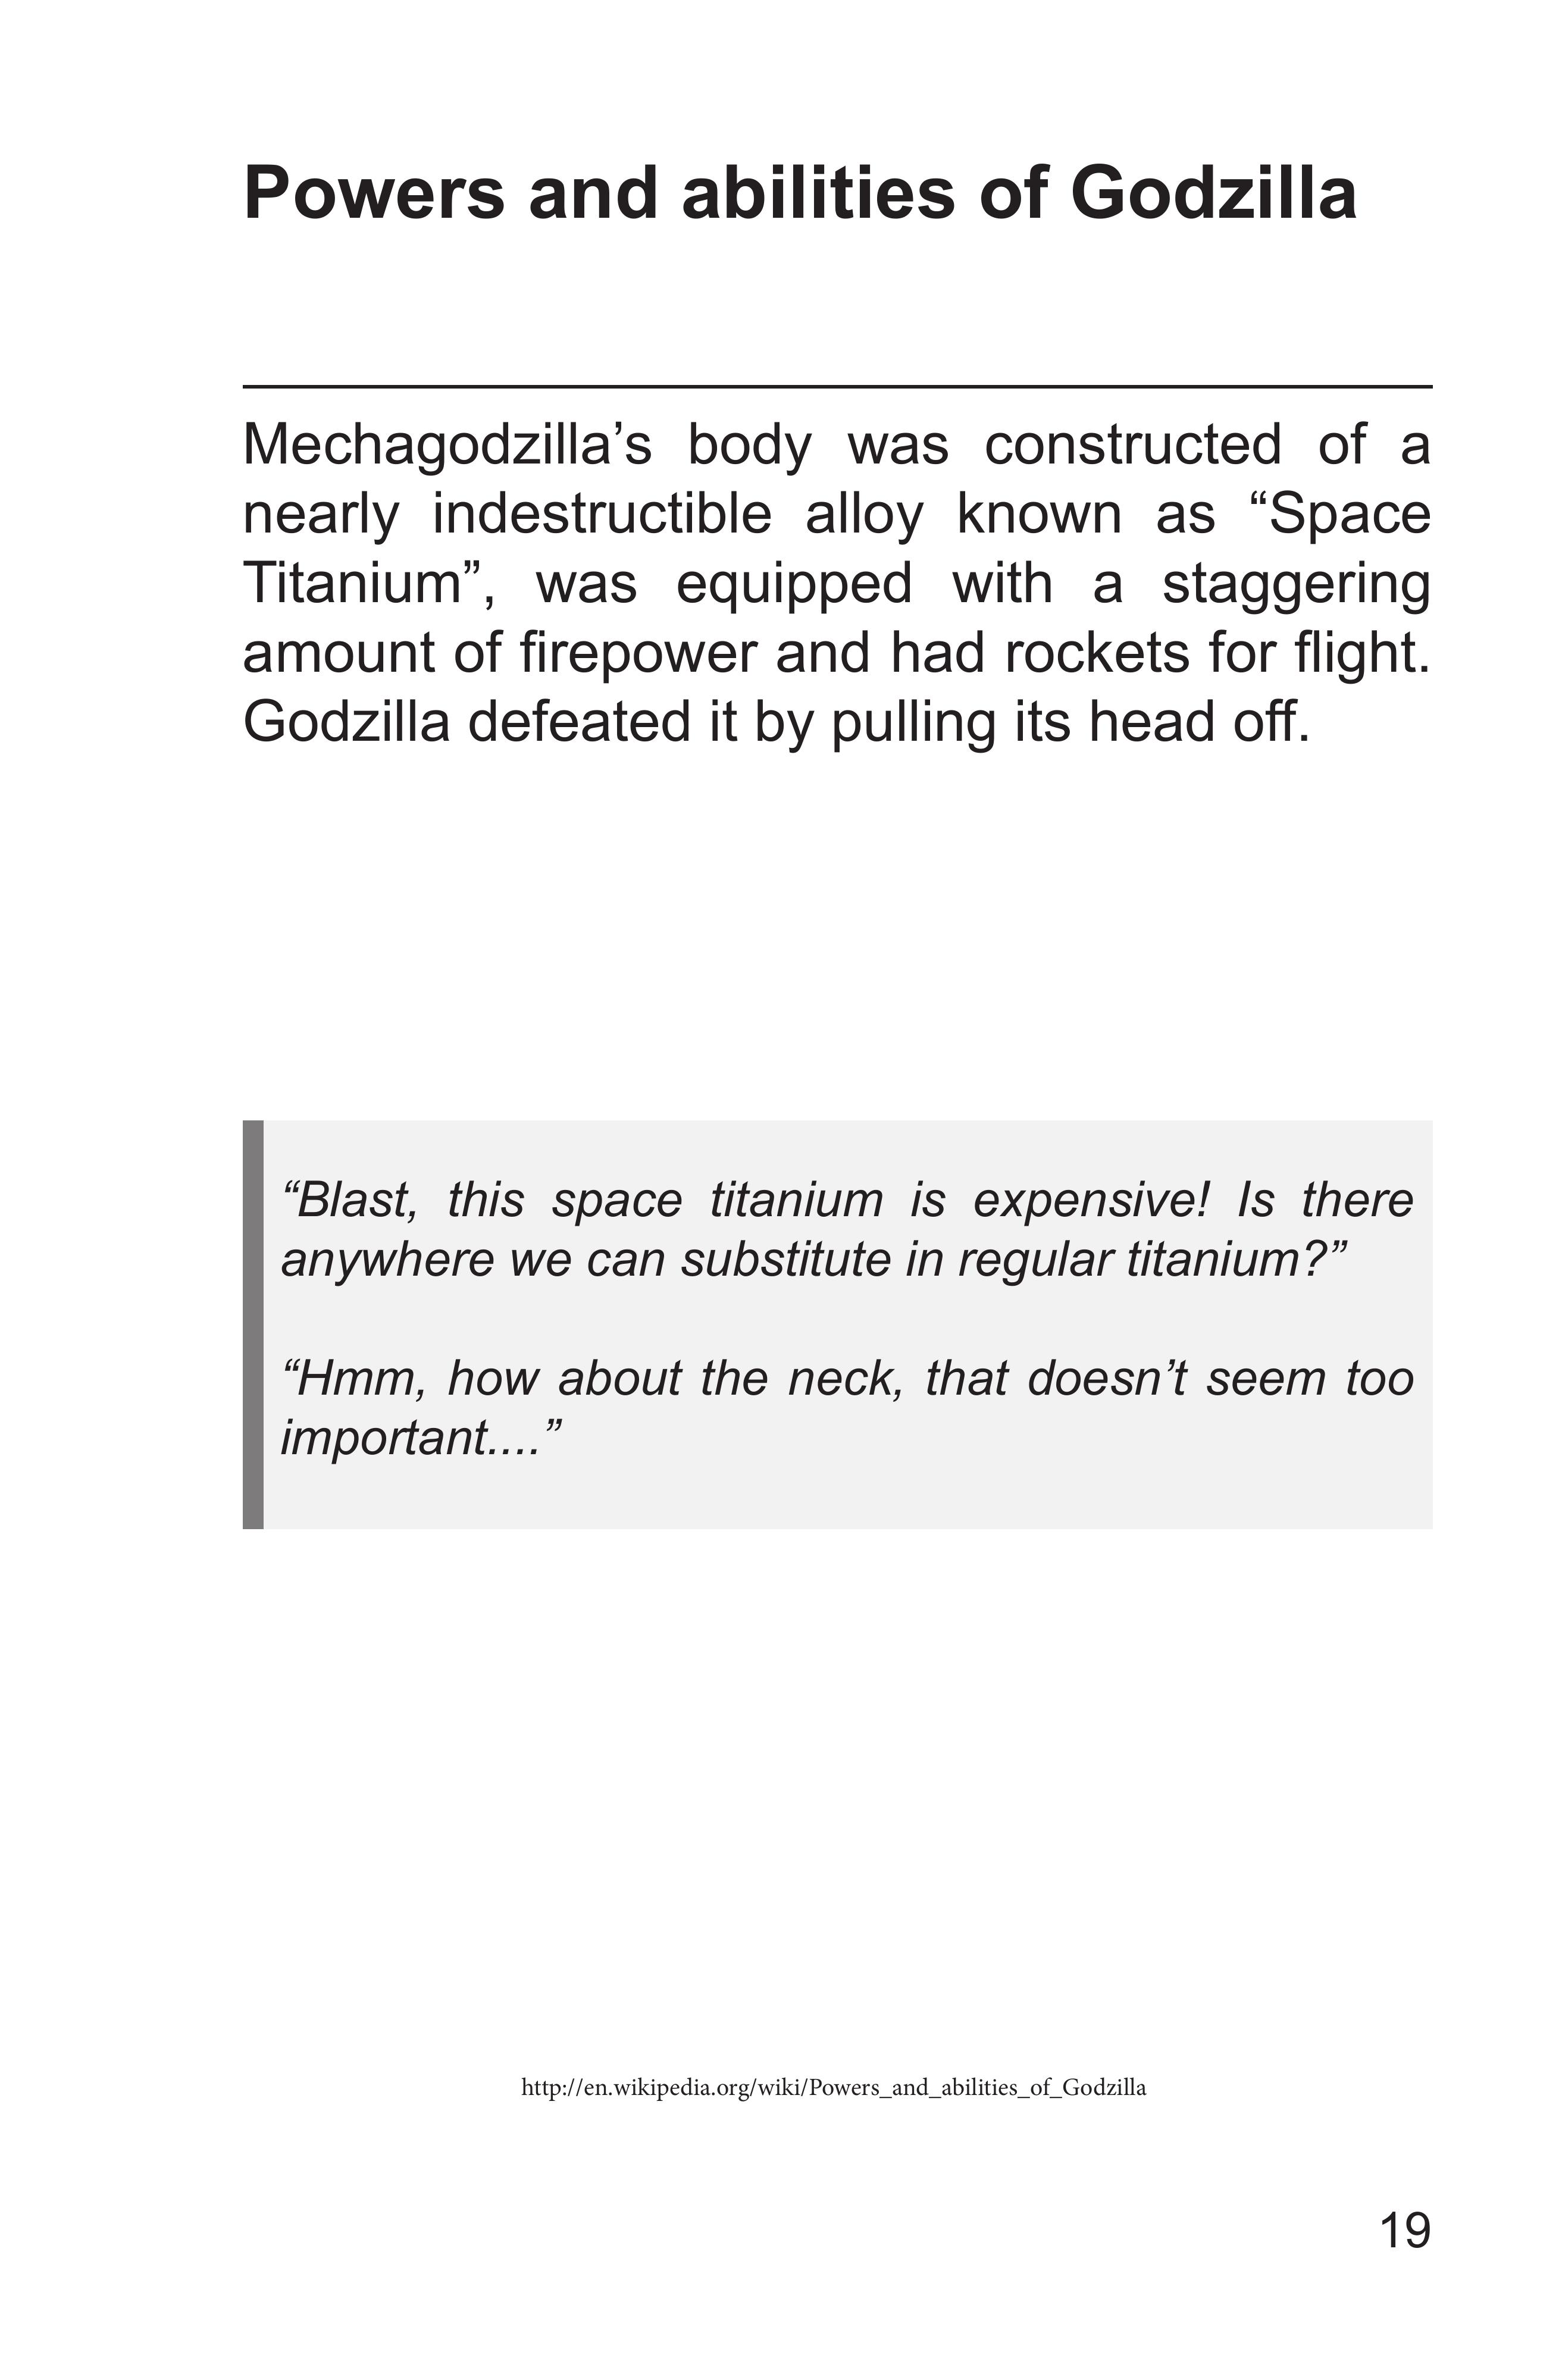 Powers and abilities of Godzilla
Mechagodzilla’s body was constructed of a
nearly indestructible alloy known as “Space
Titanium”, was equipped with a staggering
amount of firepower and had rockets for flight.
Godzilla defeated it by pulling its head off.
“Blast, this space titanium is expensive! Is there
anywhere we can substitute in regular titanium?”
“Hmm, how about the neck, that doesn’t seem too
important....”
http://en.wikipedia.org/wiki/Powers_and_abilities_of_Godzilla
19